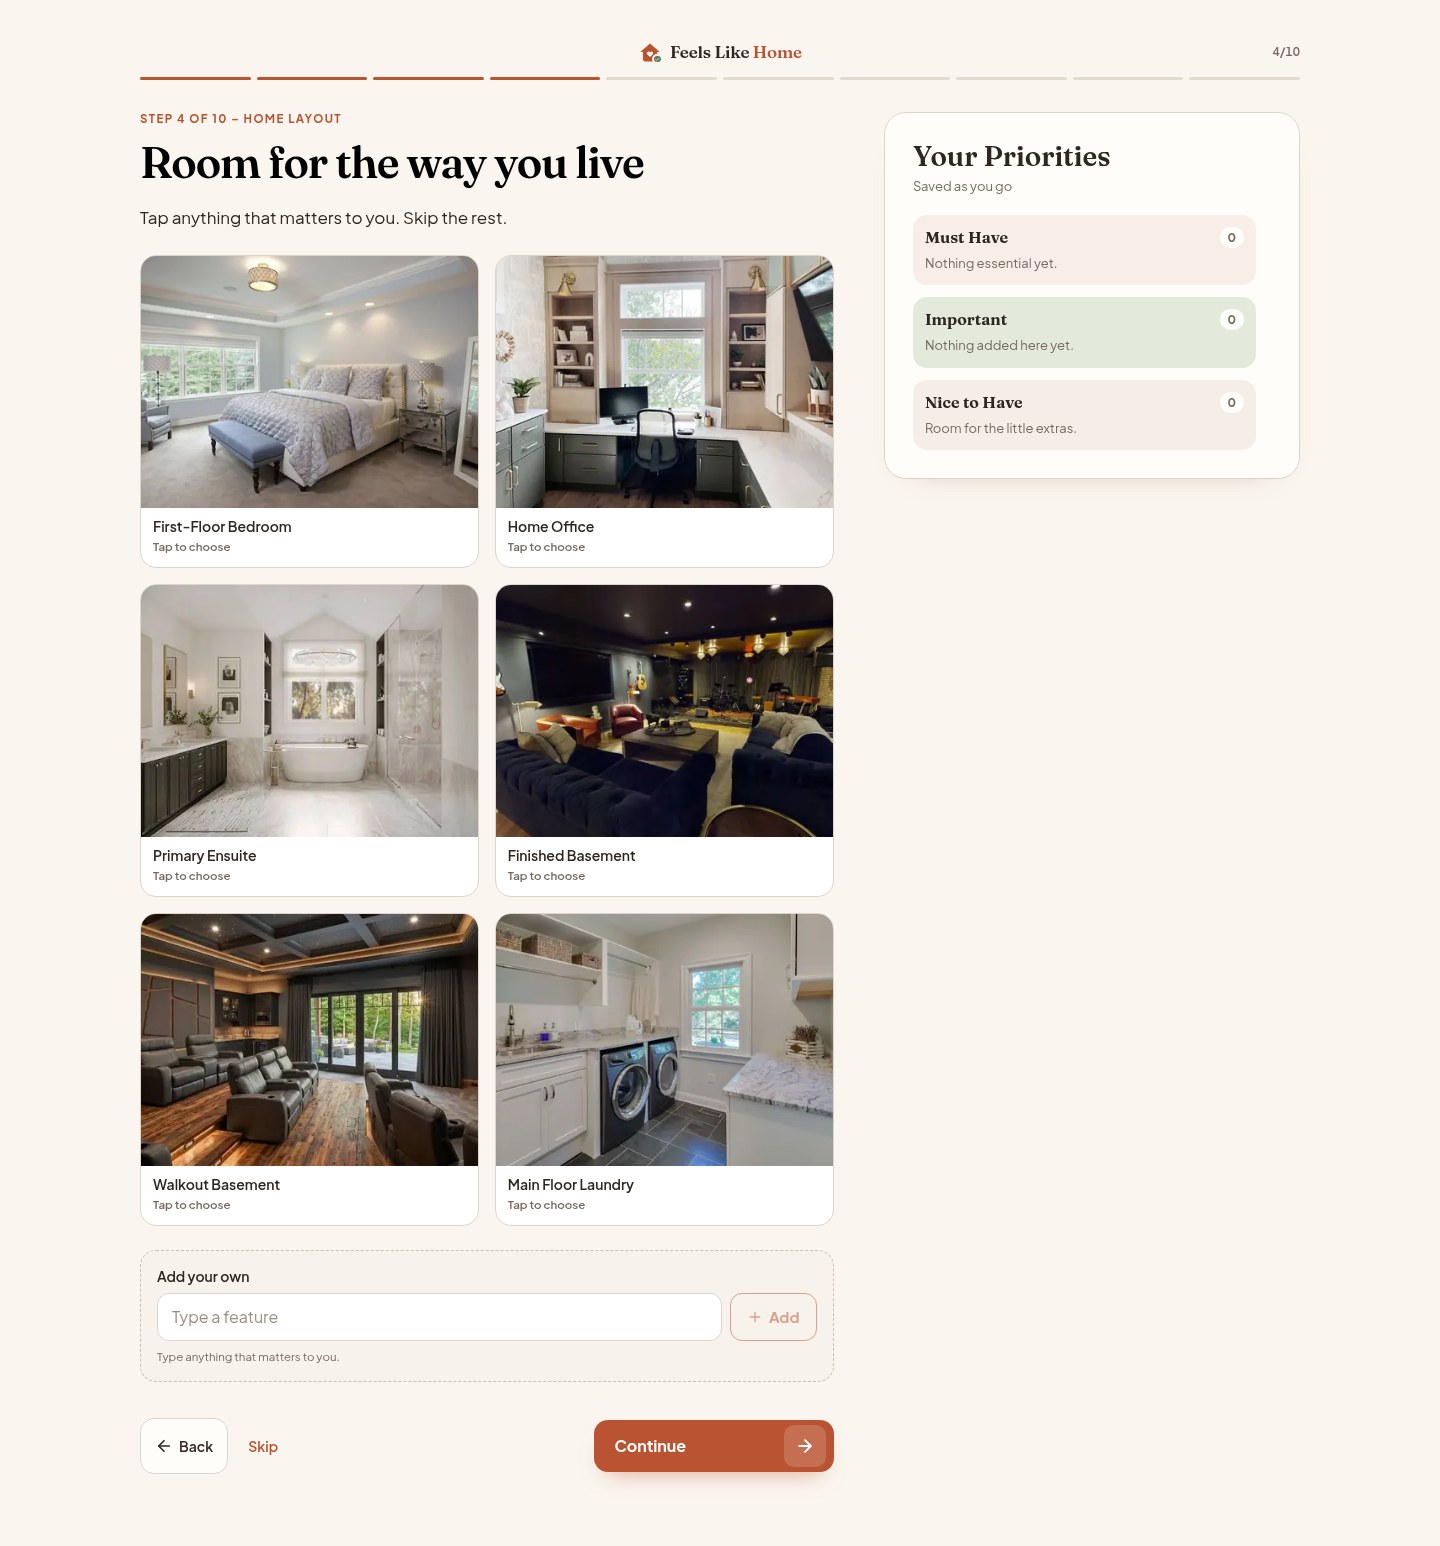 Feels Like Home
4/10
STEP 4 OF 10 – HOME LAYOUT
Room for the way you live
Tap anything that matters to you. Skip the rest.
First-Floor Bedroom
Tap to choose
Home Office
Tap to choose
Primary Ensuite
Tap to choose
Finished Basement
Tap to choose
Walkout Basement
Tap to choose
Main Floor Laundry
Tap to choose
Add your own
Type a feature
+ Add
Type anything that matters to you.
← Back
Skip
Continue →
Your Priorities
Saved as you go
Must Have 0
Nothing essential yet.
Important 0
Nothing added here yet.
Nice to Have 0
Room for the little extras.